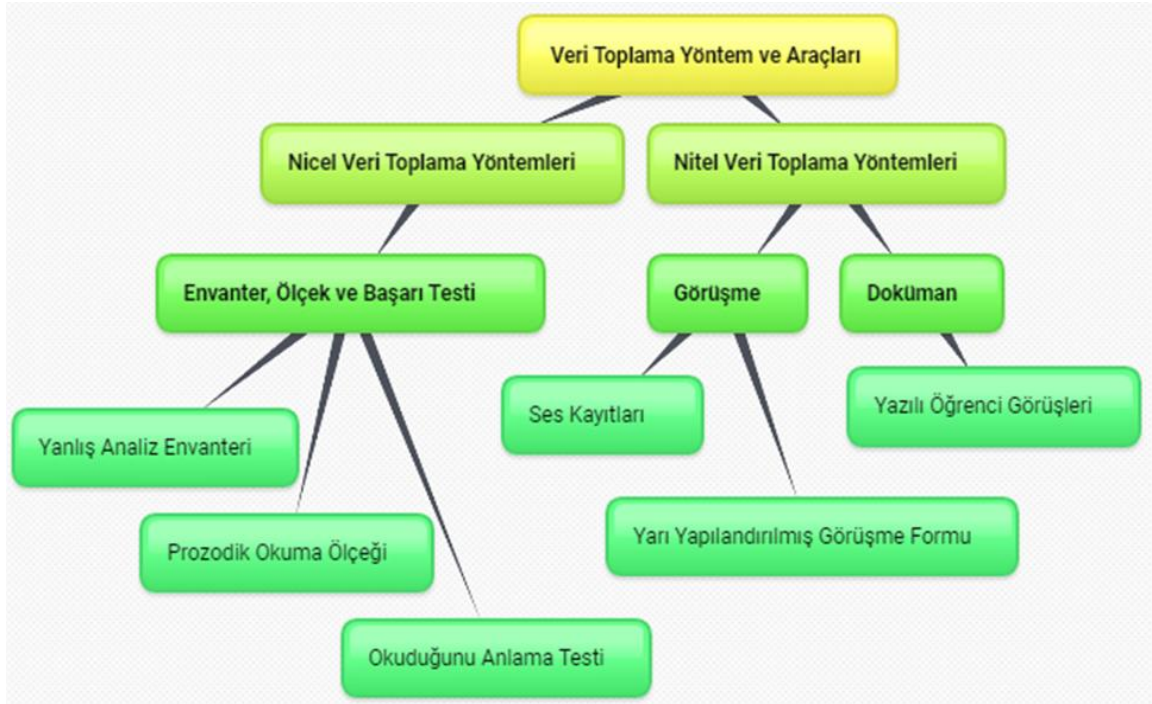 Veri Toplama Yöntem ve Araçları
Nicel Veri Toplama Yöntemleri
Nitel Veri Toplama Yöntemleri
Envanter, Ölçek ve Başarı Testi
Görüşme
Doküman
Yanlış Analiz Envanteri
Ses Kayıtları
Yazılı Öğrenci Görüşleri
Prozodik Okuma Ölçeği
Yarı Yapılandırılmış Görüşme Formu
Okuduğunu Anlama Testi